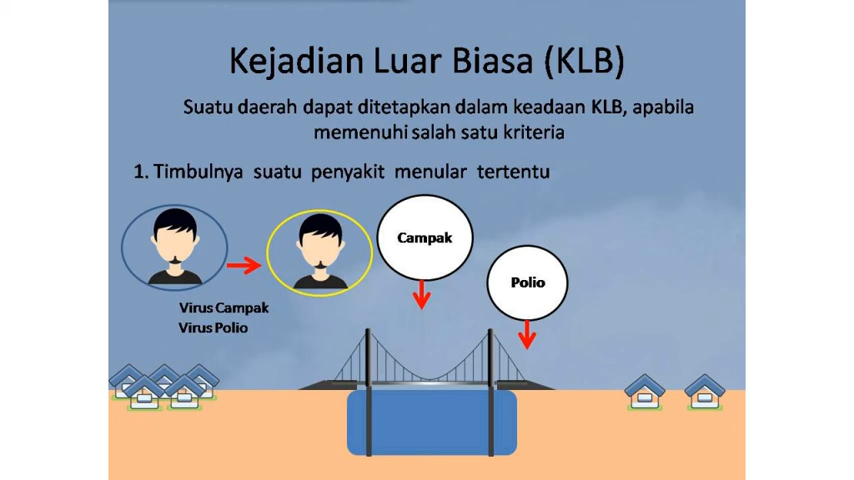 Kejadian Luar Biasa (KLB)
Suatu daerah dapat ditetapkan dalam keadaan KLB, apabila
memenuhi salah satu kriteria
1. Timbulnya suatu penyakit menular tertentu
Campak
Polio
Virus Campak
Virus Polio